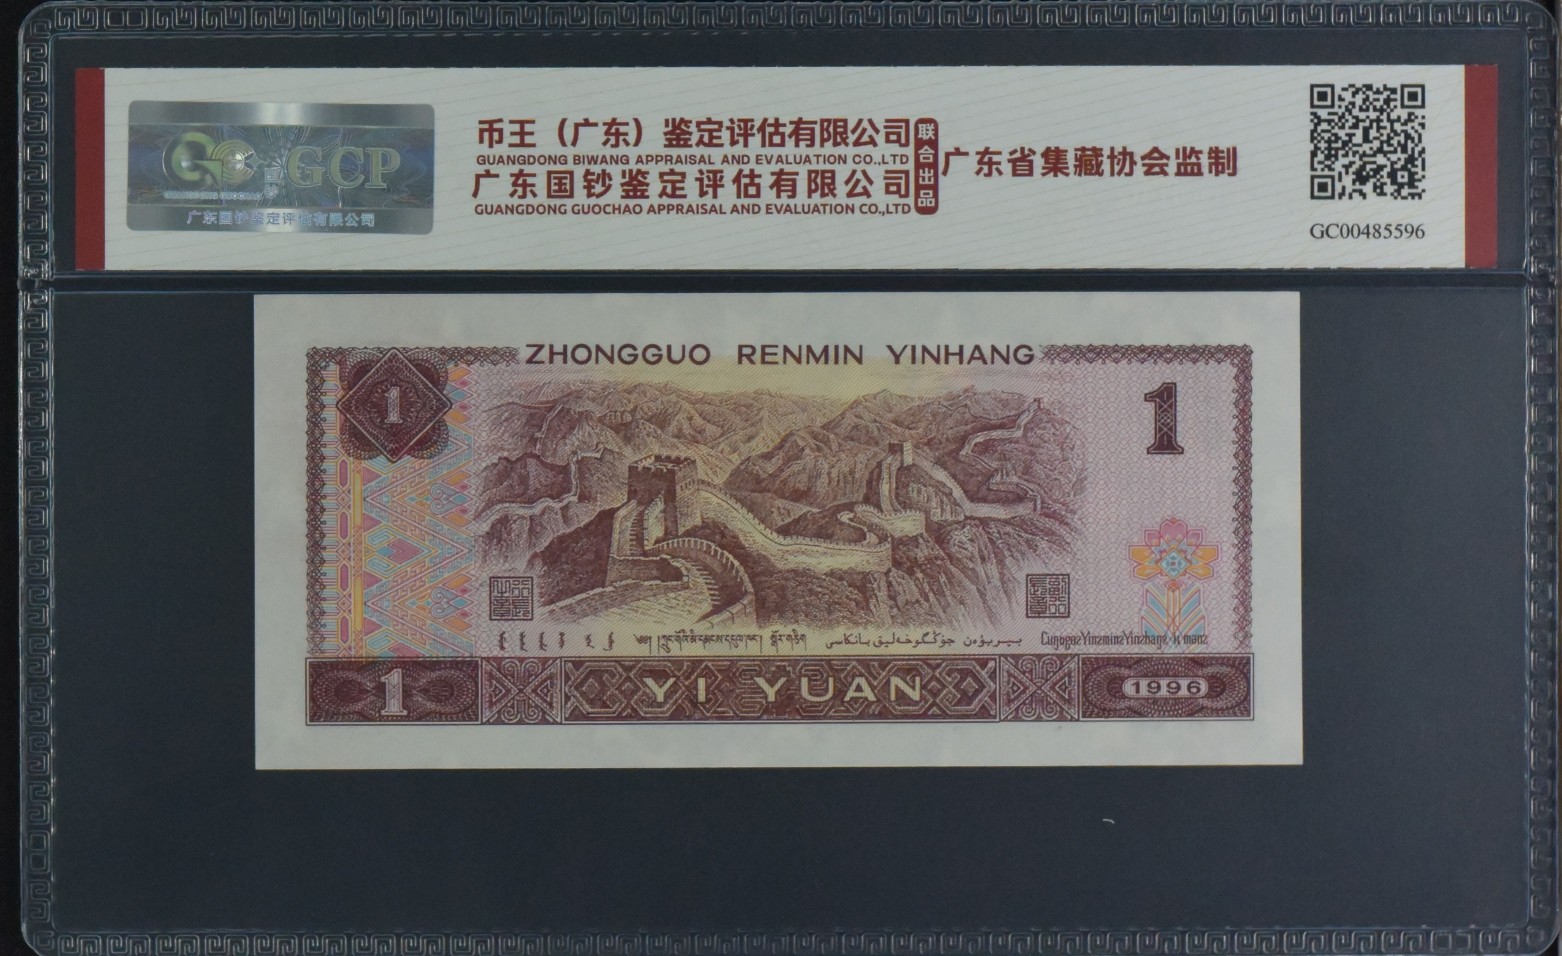 GCP
广东国钞鉴定评估有限公司
币王（广东）鉴定评估有限公司
GUANGDONG BIWANG APPRAISAL AND EVALUATION CO.,LTD
广东国钞鉴定评估有限公司
GUANGDONG GUOCHAO APPRAISAL AND EVALUATION CO.,LTD
联合出品
广东省集藏协会监制
GC00485596
ZHONGGUO RENMIN YINHANG
1
1
1
YI YUAN
1996